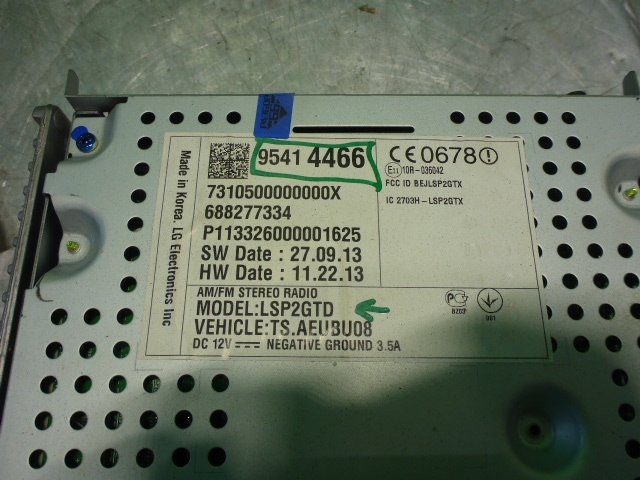 9541 4466
7310500000000X
688277334
P113326000001625
SW Date : 27.09.13
HW Date : 11.22.13
AM/FM STEREO RADIO
MODEL:LSP2GTD
VEHICLE:TS.AEUBU08
DC 12V NEGATIVE GROUND 3.5A
Made in Korea. LG Electronics Inc
CE0678!
E11 10R-036042
FCC ID BEJLSP2GTX
IC 2703H-LSP2GTX